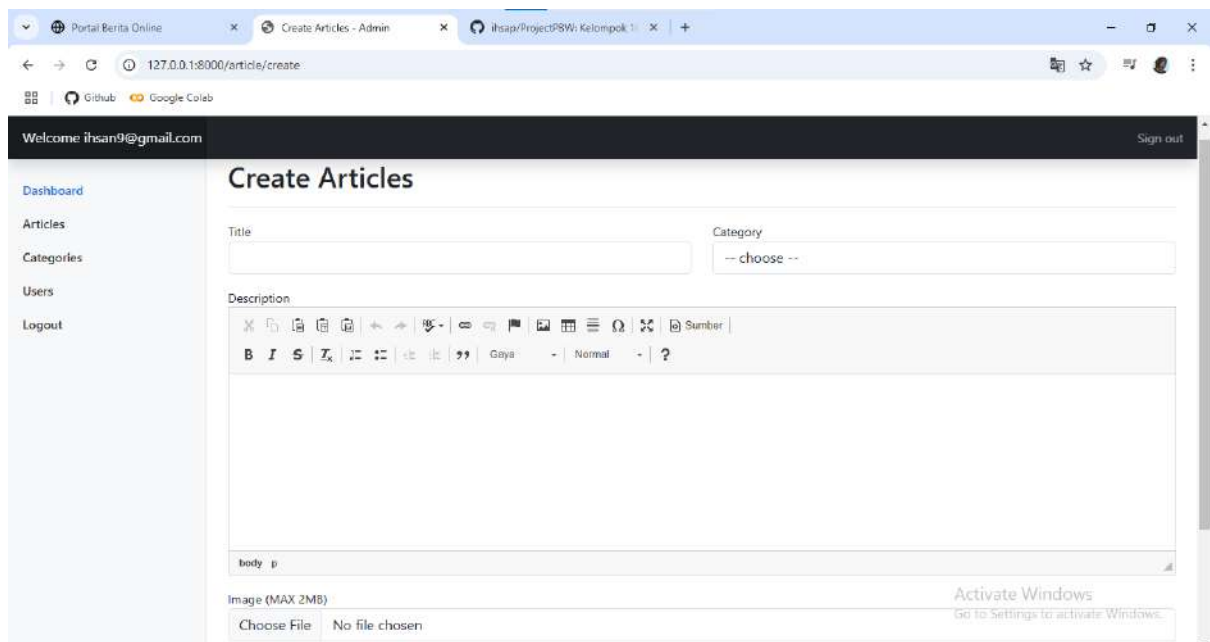 Portal Berita Online
Create Articles - Admin
ihsap/ProjectPBW: Kelompok 1
127.0.0.1:8000/article/create
Github
Google Colab
Welcome ihsan9@gmail.com
Sign out
Dashboard
Articles
Categories
Users
Logout
Create Articles
Title
Category
-- choose --
Description
Sumber
B I S
Gaya
Normal
?
body p
Image (MAX 2MB)
Choose File No file chosen
Activate Windows
Go to Settings to activate Windows.